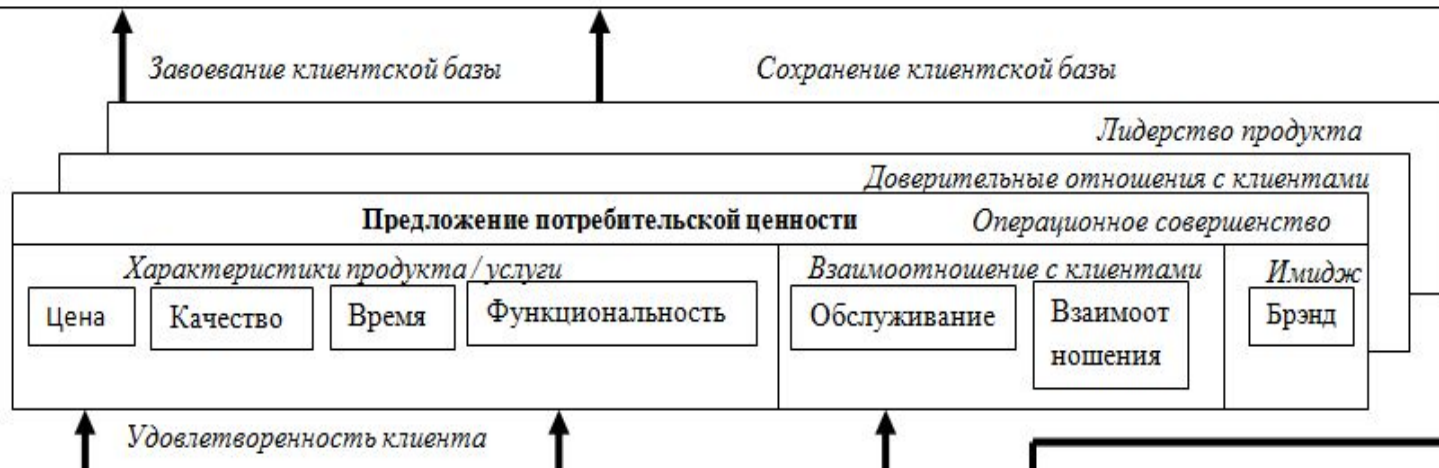 Завоевание клиентской базы
Сохранение клиентской базы
Лидерство продукта
Доверительные отношения с клиентами
Предложение потребительской ценности
Операционное совершенство
Характеристики продукта / услуги
Взаимоотношение с клиентами
Имидж
Цена
Качество
Время
Функциональность
Обслуживание
Взаимоот
ношения
Брэнд
Удовлетворенность клиента